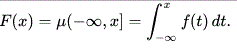 F(x) = μ(−∞, x] = ∫_{−∞}^{x} f(t) dt.